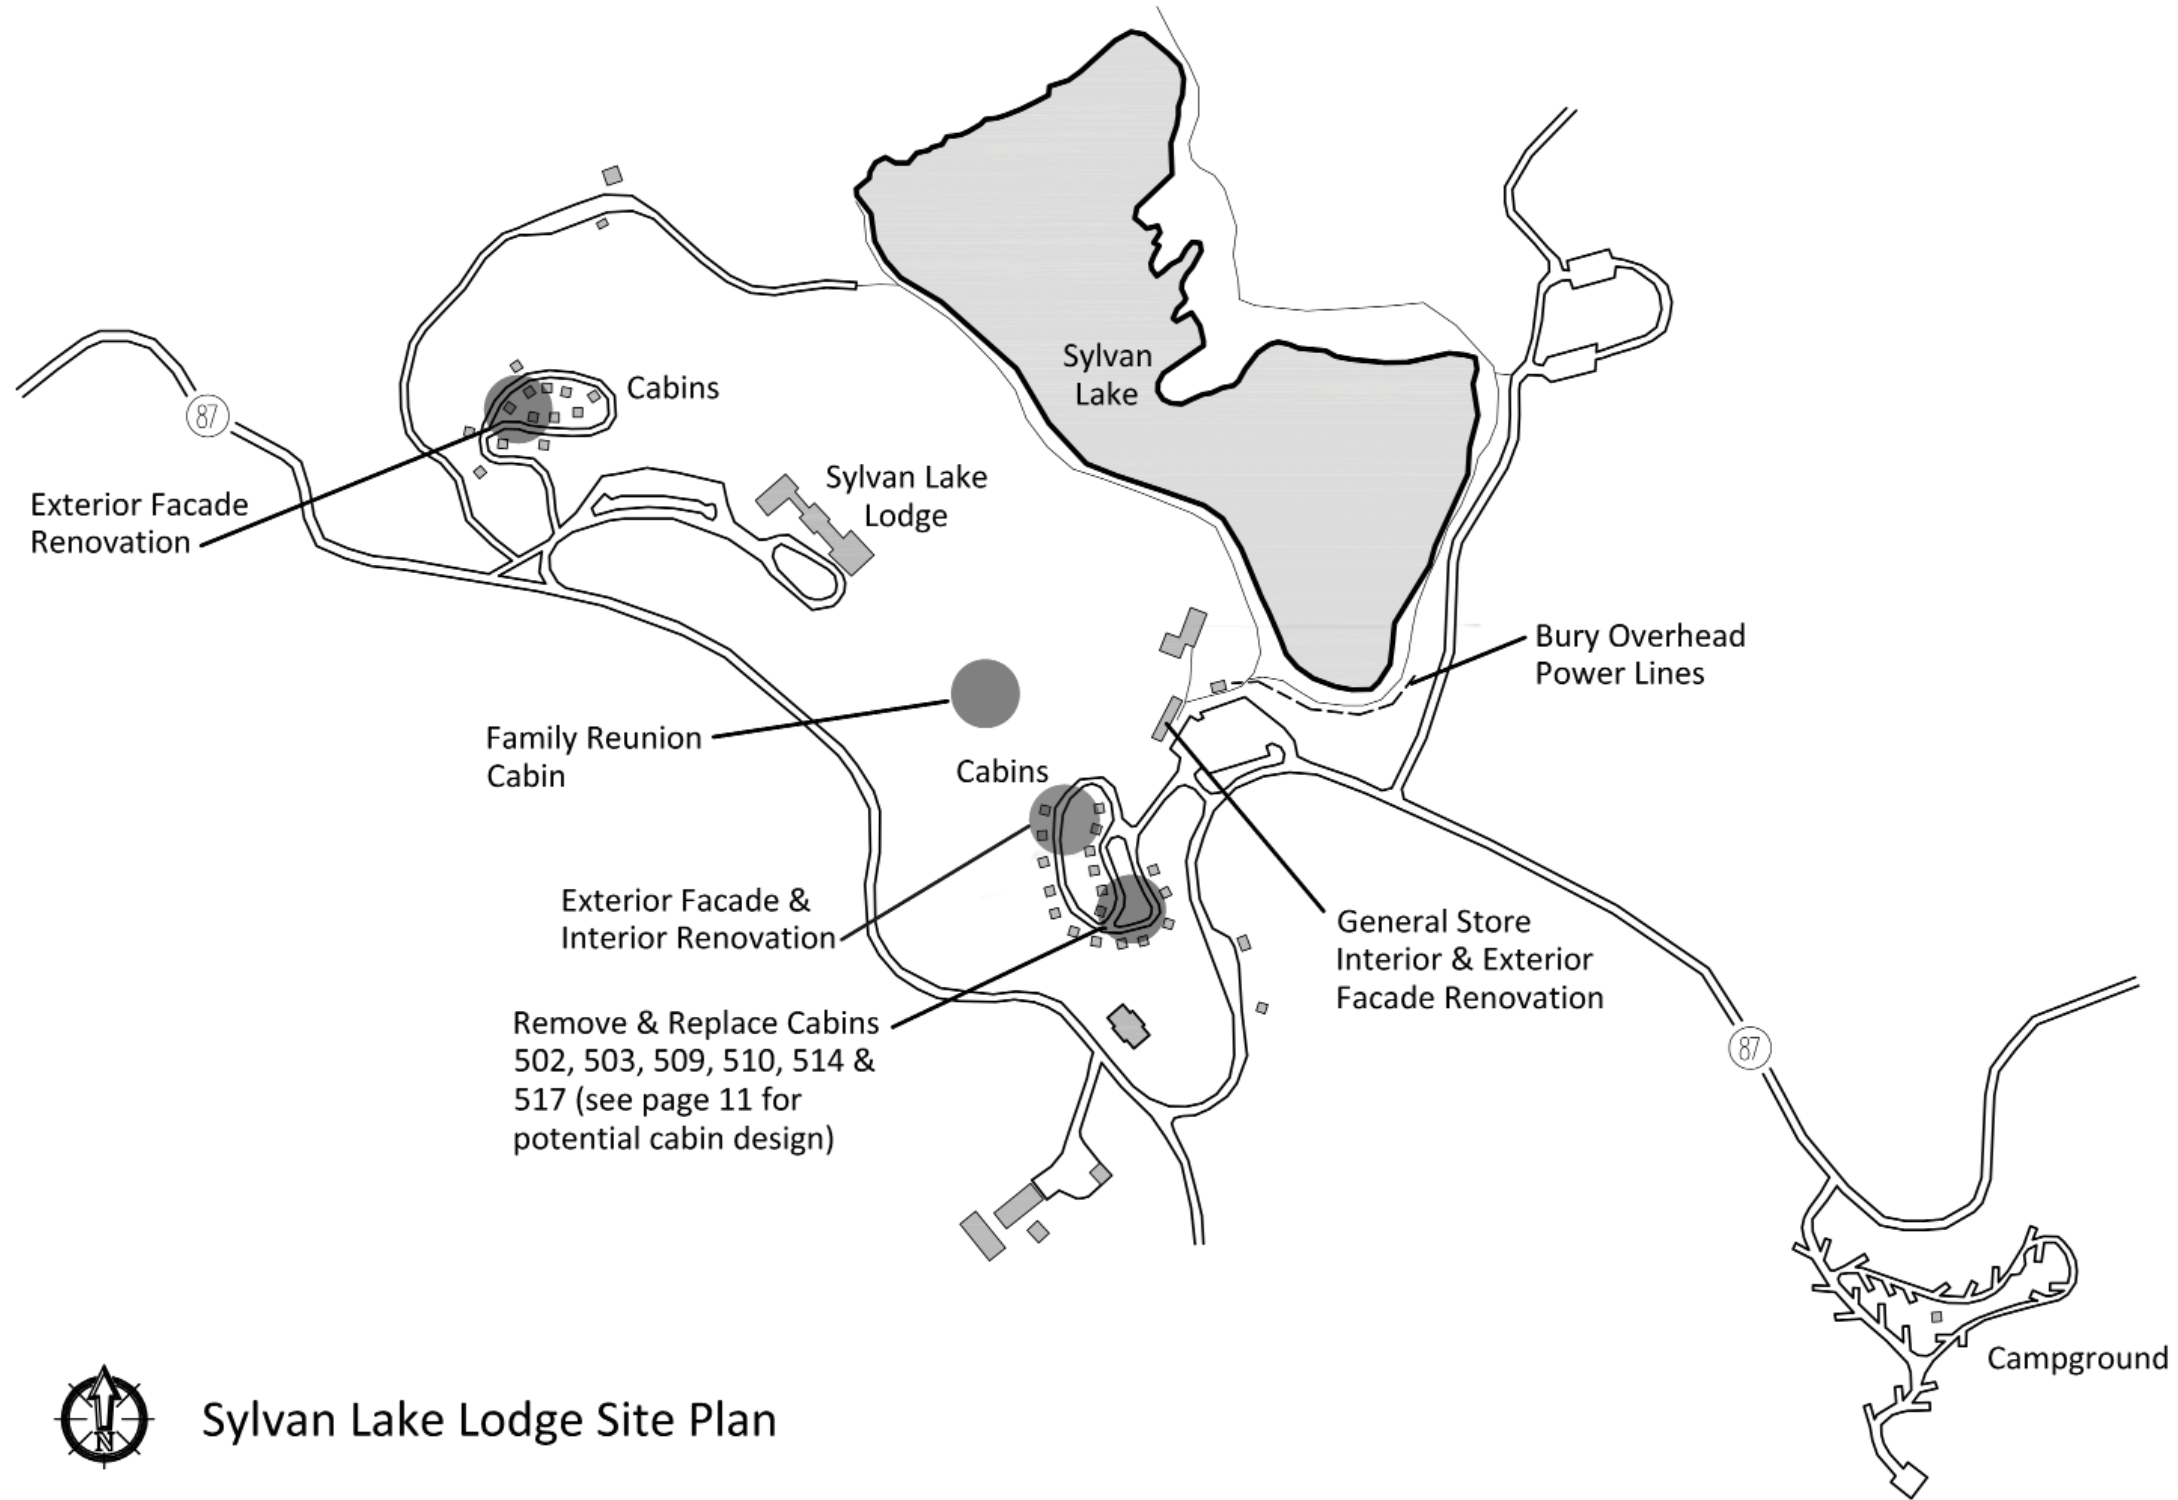 Sylvan
Lake
Cabins
87
Sylvan Lake
Lodge
Exterior Facade
Renovation
Bury Overhead
Power Lines
Family Reunion
Cabin
Cabins
Exterior Facade &
Interior Renovation
General Store
Interior & Exterior
Facade Renovation
Remove & Replace Cabins
502, 503, 509, 510, 514 &
517 (see page 11 for
potential cabin design)
87
Campground
N
Sylvan Lake Lodge Site Plan